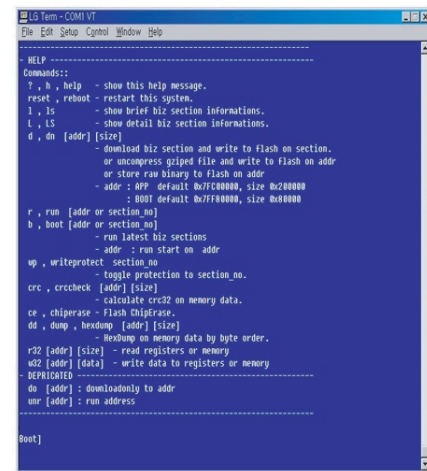 LG Term - COM1 VT
File Edit Setup Control Window Help
--------------------------------------------------------------
- HELP -------------------------------------------------------
Commands::
? , h , help - show this help message.
reset , reboot - restart this system.
l , ls - show brief biz section informations.
L , LS - show detail biz section informations.
d , dn [addr] [size]
- download biz section and write to flash on section.
or uncompress gziped file and write to flash on addr
or store raw binary to flash on addr
- addr : APP default 0x7FC00000, size 0x200000
: BOOT default 0x7FF80000, size 0x80000
r , run [addr or section_no]
b , boot [addr or section_no]
- run latest biz sections
- addr : run start on addr
wp , writeprotect section_no
- toggle protection to section_no.
crc , crccheck [addr] [size]
- calculate crc32 on memory data.
ce , chiperase - Flash ChipErase.
dd , dump , hexdump [addr] [size]
- HexDump on memory data by byte order.
r32 [addr] [size] - read registers or memory
w32 [addr] [data] - write data to registers or memory
- DEPRICATED -------------------------------------------------
do [addr] : downloadonly to addr
unr [addr] : run address
--------------------------------------------------------------
Boot]